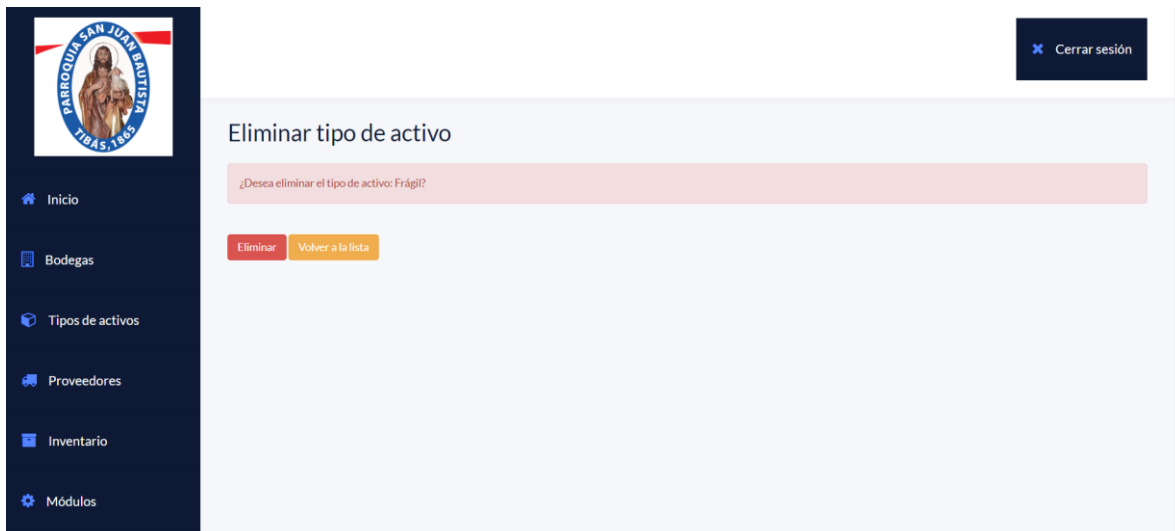 PARROQUIA SAN JUAN BAUTISTA
TIBÁS, 1865
Cerrar sesión
Inicio
Bodegas
Tipos de activos
Proveedores
Inventario
Módulos
Eliminar tipo de activo
¿Desea eliminar el tipo de activo: Frágil?
Eliminar Volver a la lista